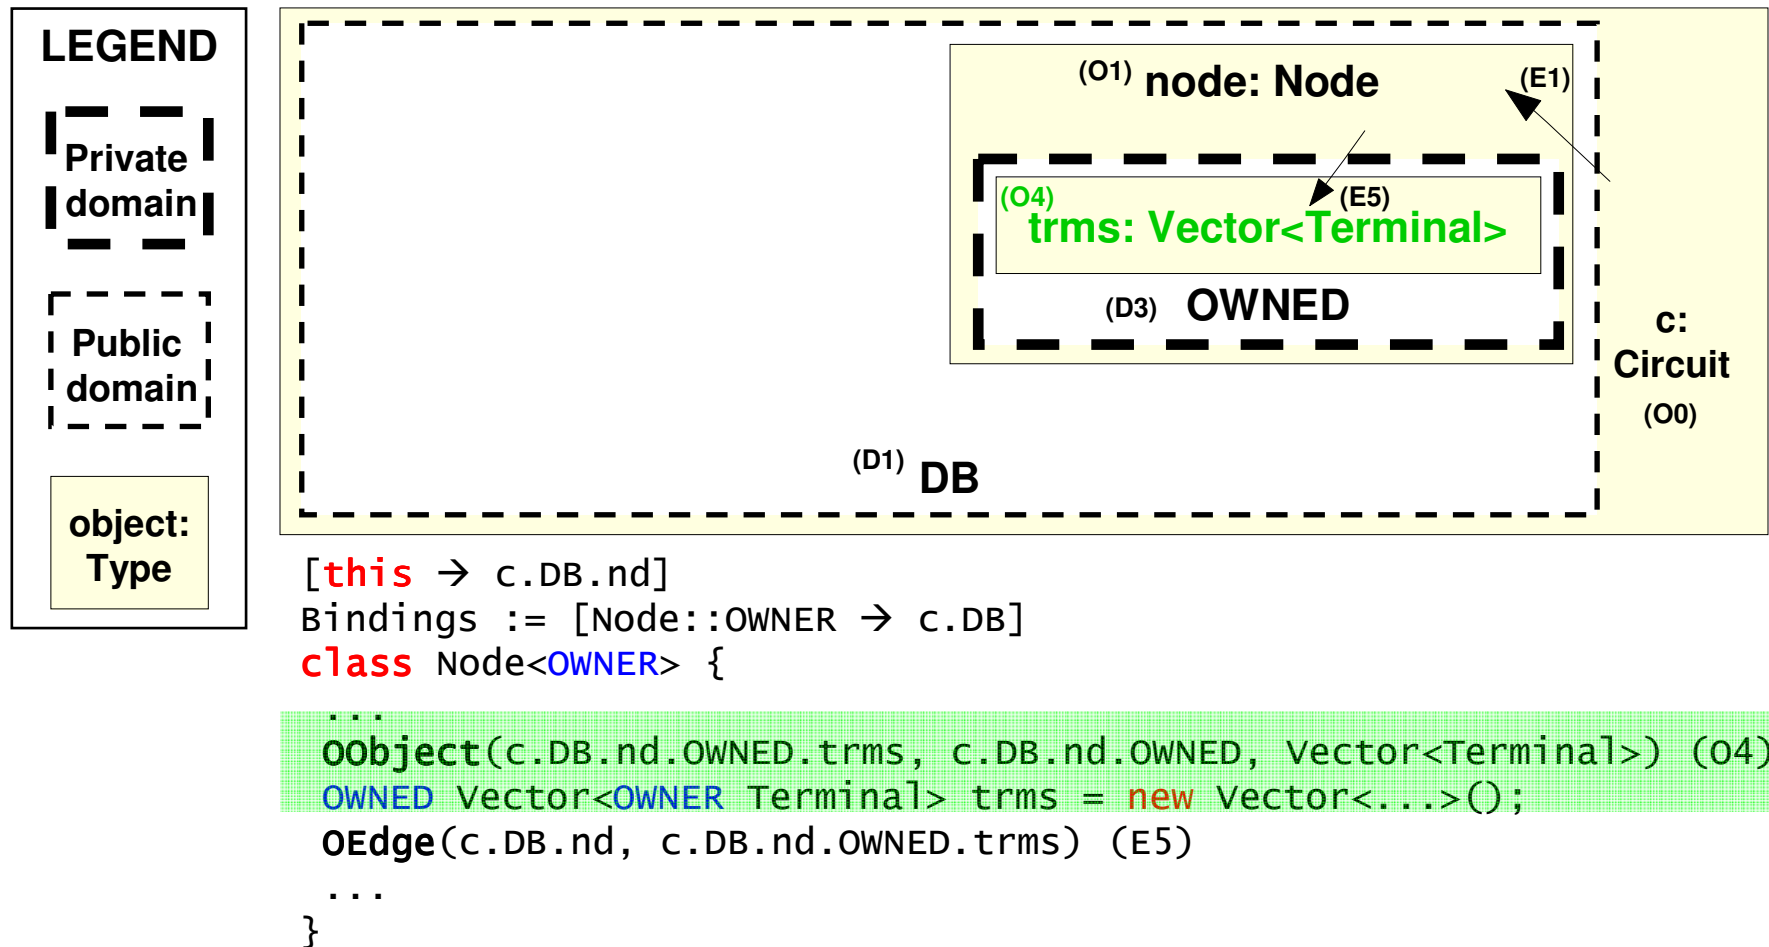 LEGEND
Private
domain
Public
domain
object:
Type
(O1) node: Node
(E1)
(O4)
(E5)
trms: Vector<Terminal>
(D3) OWNED
c:
Circuit
(O0)
(D1) DB
[this → c.DB.nd]
Bindings := [Node::OWNER → c.DB]
class Node<OWNER> {
...
OObject(c.DB.nd.OWNED.trms, c.DB.nd.OWNED, Vector<Terminal>) (O4)
OWNED Vector<OWNER Terminal> trms = new Vector<...>();
OEdge(c.DB.nd, c.DB.nd.OWNED.trms) (E5)
...
}